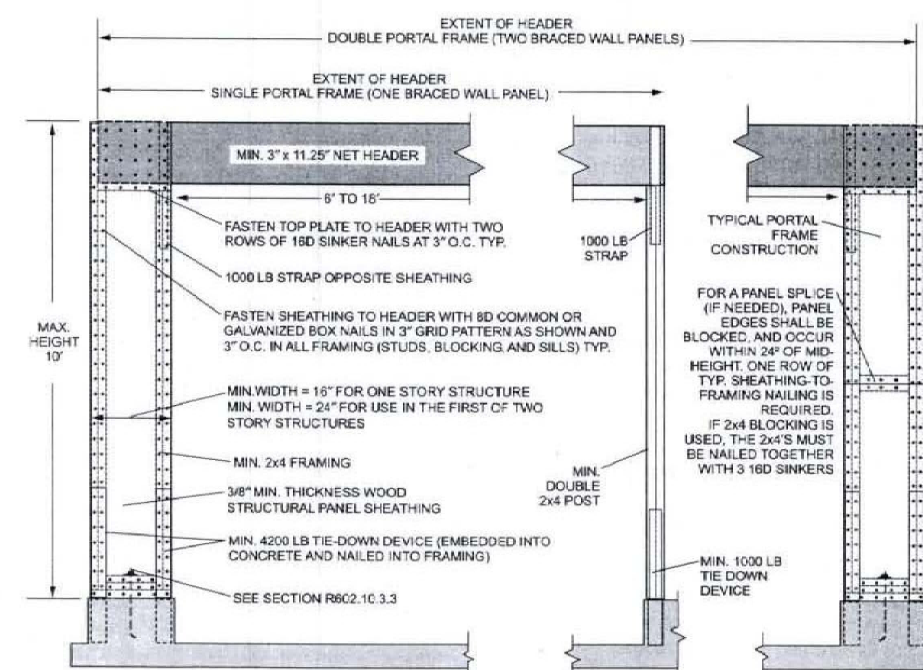 EXTENT OF HEADER
DOUBLE PORTAL FRAME (TWO BRACED WALL PANELS)
EXTENT OF HEADER
SINGLE PORTAL FRAME (ONE BRACED WALL PANEL)
MIN. 3" x 11.25" NET HEADER
6" TO 18"
FASTEN TOP PLATE TO HEADER WITH TWO
ROWS OF 16D SINKER NAILS AT 3" O.C. TYP.
1000 LB STRAP OPPOSITE SHEATHING
FASTEN SHEATHING TO HEADER WITH 8D COMMON OR
GALVANIZED BOX NAILS IN 3" GRID PATTERN AS SHOWN AND
3" O.C. IN ALL FRAMING (STUDS, BLOCKING, AND SILLS) TYP.
MAX.
HEIGHT
10'
MIN. WIDTH = 16" FOR ONE STORY STRUCTURE
MIN. WIDTH = 24" FOR USE IN THE FIRST OF TWO
STORY STRUCTURES
MIN. 2x4 FRAMING
3/8" MIN. THICKNESS WOOD
STRUCTURAL PANEL SHEATHING
MIN. 4200 LB TIE-DOWN DEVICE (EMBEDDED INTO
CONCRETE AND NAILED INTO FRAMING)
SEE SECTION R602.10.3.3
1000 LB
STRAP
MIN.
DOUBLE
2x4 POST
MIN. 1000 LB
TIE DOWN
DEVICE
TYPICAL PORTAL
FRAME
CONSTRUCTION
FOR A PANEL SPLICE
(IF NEEDED), PANEL
EDGES SHALL BE
BLOCKED, AND OCCUR
WITHIN 24" OF MID-
HEIGHT. ONE ROW OF
TYP. SHEATHING-TO-
FRAMING NAILING IS
REQUIRED.
IF 2x4 BLOCKING IS
USED, THE 2x4'S MUST
BE NAILED TOGETHER
WITH 3 16D SINKERS